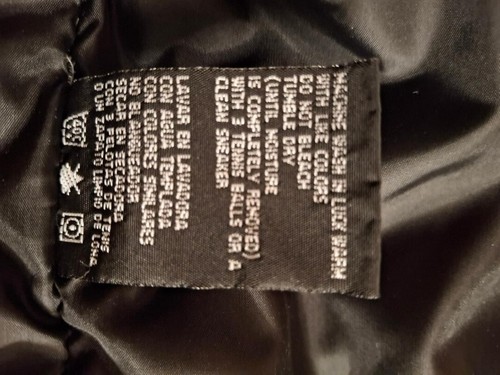 MACHINE WASH IN LUCK WARM
WITH LIKE COLORS
DO NOT BLEACH
TUMBLE DRY
(UNTIL MOISTURE
IS COMPLETELY REMOVED)
WITH 3 TENNIS BALLS OR A
CLEAN SNEAKER
LAVAR EN LAVADORA
CON AGUA TEMPLADA
CON COLORES SIMILARES
NO BLANQUEADOR
SECAR EN SECADORA
CON 3 PELOTAS DE TENIS
O UN ZAPATO LIMPIO DE LONA
40